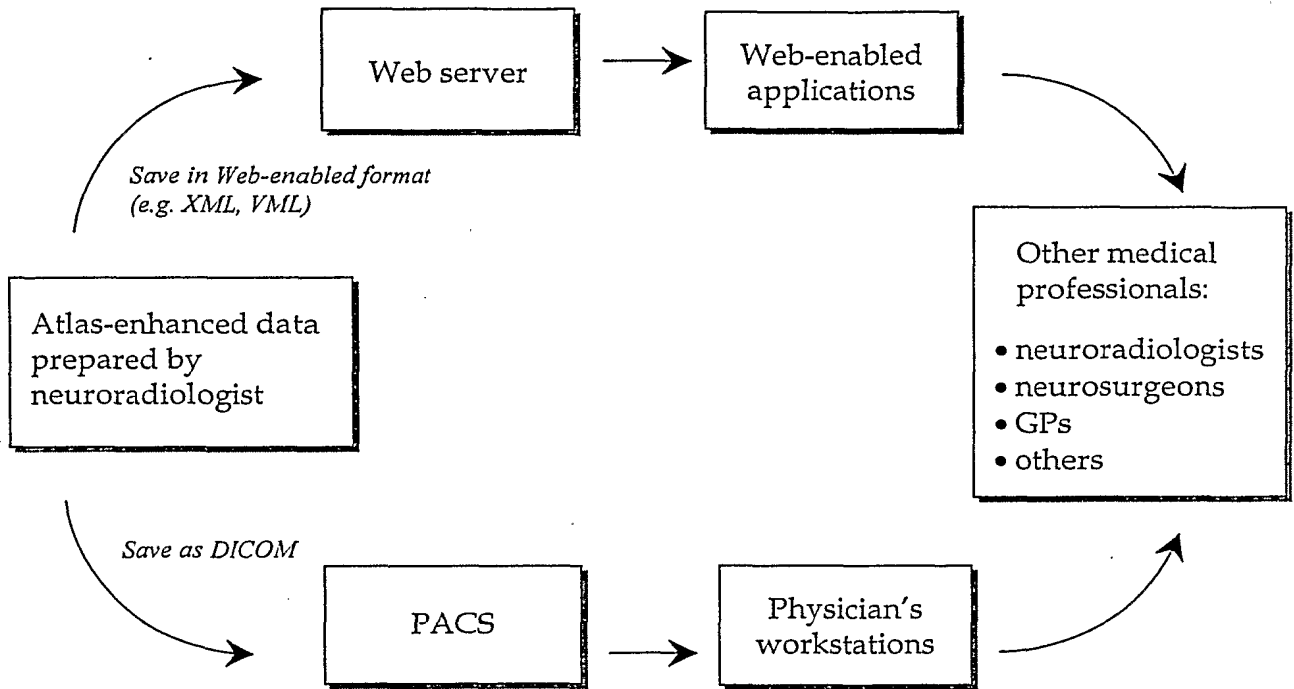 Web server
Web-enabled
applications
Save in Web-enabled format
(e.g. XML, VML)
Other medical
professionals:
• neuroradiologists
• neurosurgeons
• GPs
• others
Atlas-enhanced data
prepared by
neuroradiologist
Save as DICOM
PACS
Physician's
workstations